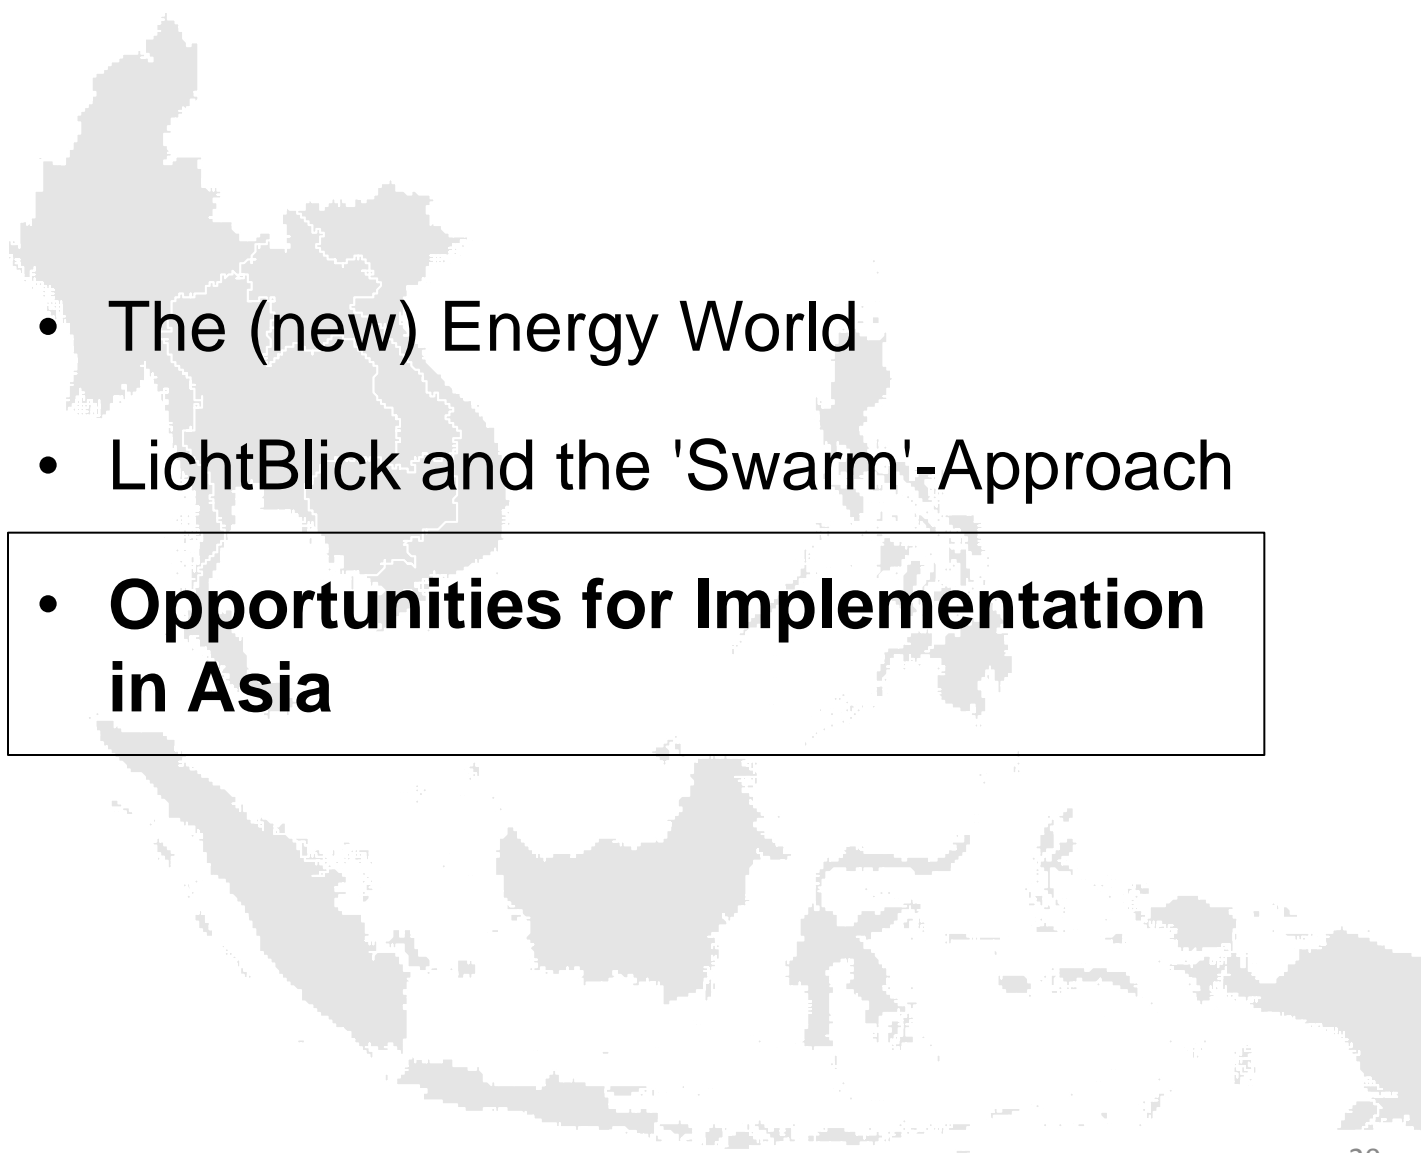 • The (new) Energy World
• LichtBlick and the 'Swarm'-Approach
• Opportunities for Implementation
in Asia